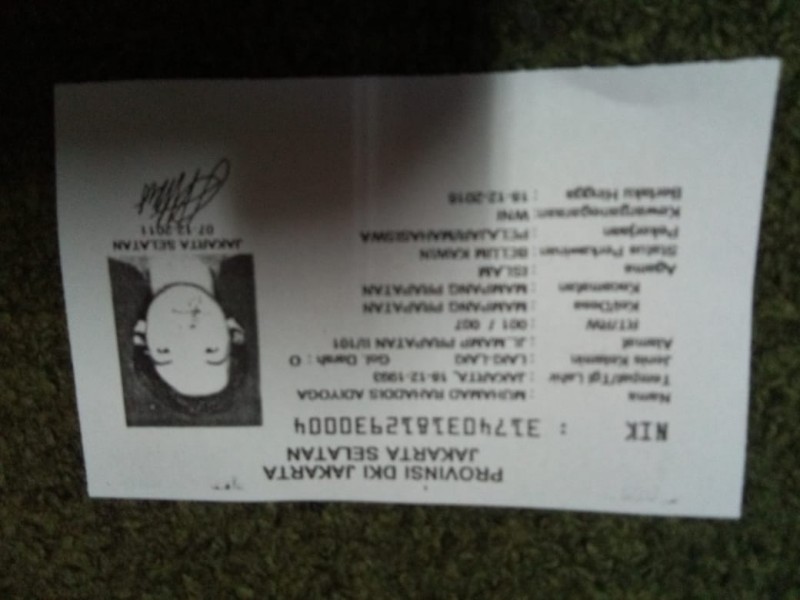 PROVINSI DKI JAKARTA
JAKARTA SELATAN
NIK : 3174031812930004
Nama : MUHAMAD RAHADDIS ADIYOGA
Tempat/Tgl Lahir : JAKARTA, 18-12-1993
Jenis Kelamin : LAKI-LAKI Gol. Darah : O
Alamat : JL.MAMP PRAPATAN II/101
RT/RW : 001 / 007
Kel/Desa : MAMPANG PRAPATAN
Kecamatan : MAMPANG PRAPATAN
Agama : ISLAM
Status Perkawinan : BELUM KAWIN
Pekerjaan : PELAJAR/MAHASISWA
Kewarganegaraan : WNI
Berlaku Hingga : 18-12-2016
JAKARTA SELATAN
07-12-2011